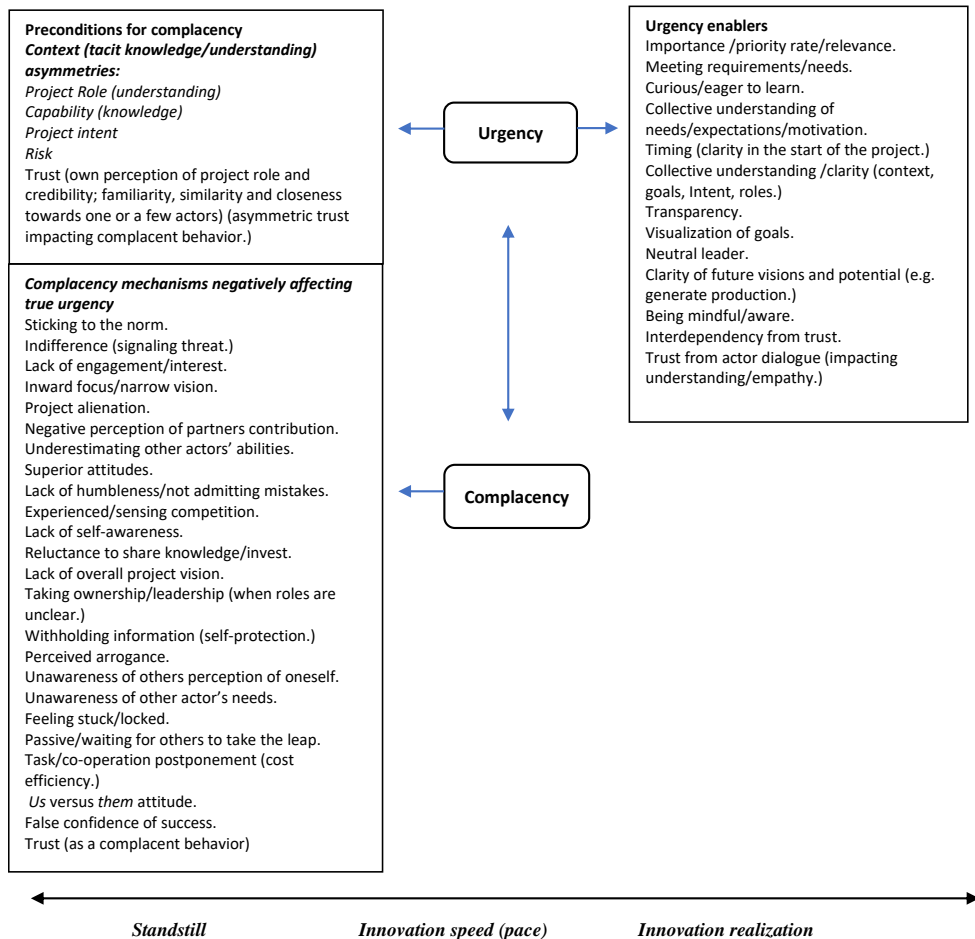 Preconditions for complacency
Context (tacit knowledge/understanding)
asymmetries:
Project Role (understanding)
Capability (knowledge)
Project intent
Risk
Trust (own perception of project role and
credibility; familiarity, similarity and closeness
towards one or a few actors) (asymmetric trust
impacting complacent behavior.)
Complacency mechanisms negatively affecting
true urgency
Sticking to the norm.
Indifference (signaling threat.)
Lack of engagement/interest.
Inward focus/narrow vision.
Project alienation.
Negative perception of partners contribution.
Underestimating other actors’ abilities.
Superior attitudes.
Lack of humbleness/not admitting mistakes.
Experienced/sensing competition.
Lack of self-awareness.
Reluctance to share knowledge/invest.
Lack of overall project vision.
Taking ownership/leadership (when roles are
unclear.)
Withholding information (self-protection.)
Perceived arrogance.
Unawareness of others perception of oneself.
Unawareness of other actor’s needs.
Feeling stuck/locked.
Passive/waiting for others to take the leap.
Task/co-operation postponement (cost
efficiency.)
Us versus them attitude.
False confidence of success.
Trust (as a complacent behavior)
Urgency
Complacency
Urgency enablers
Importance /priority rate/relevance.
Meeting requirements/needs.
Curious/eager to learn.
Collective understanding of
needs/expectations/motivation.
Timing (clarity in the start of the project.)
Collective understanding /clarity (context,
goals, Intent, roles.)
Transparency.
Visualization of goals.
Neutral leader.
Clarity of future visions and potential (e.g.
generate production.)
Being mindful/aware.
Interdependency from trust.
Trust from actor dialogue (impacting
understanding/empathy.)
Standstill
Innovation speed (pace)
Innovation realization